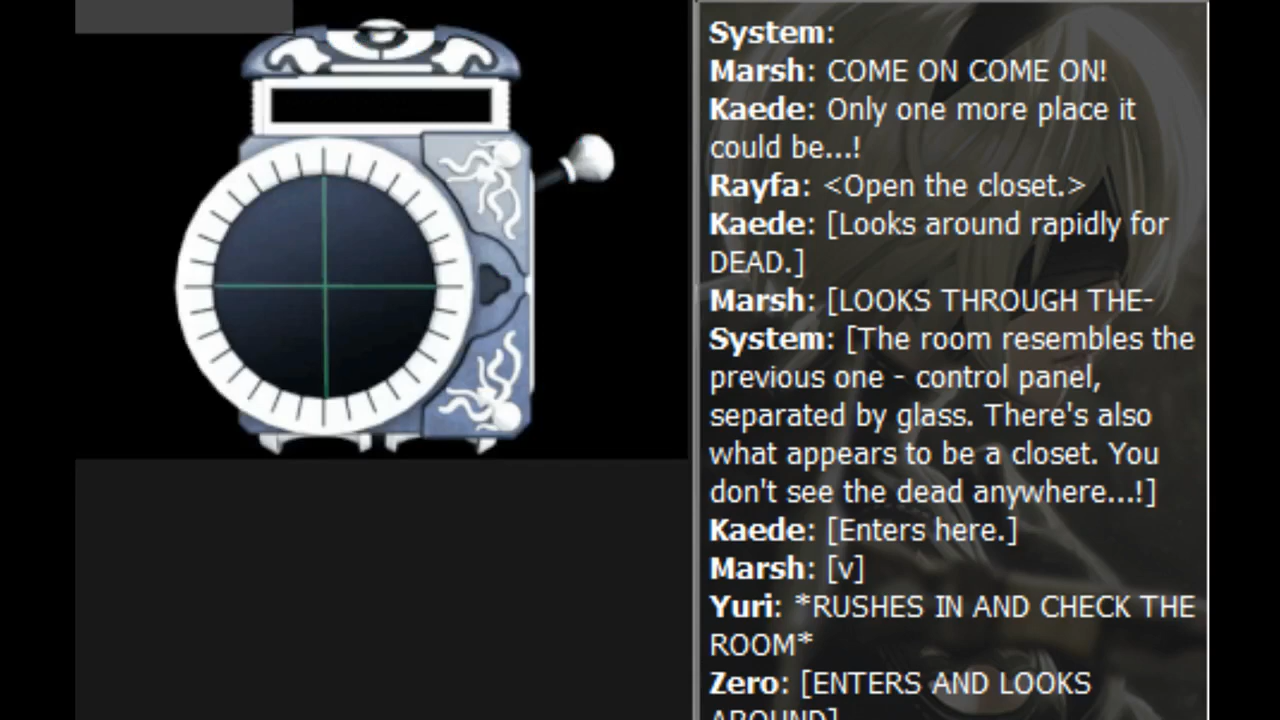 System:
Marsh: COME ON COME ON!
Kaede: Only one more place it
could be...!
Rayfa: <Open the closet.>
Kaede: [Looks around rapidly for
DEAD.]
Marsh: [LOOKS THROUGH THE-
System: [The room resembles the
previous one - control panel,
separated by glass. There's also
what appears to be a closet. You
don't see the dead anywhere...!]
Kaede: [Enters here.]
Marsh: [v]
Yuri: *RUSHES IN AND CHECK THE
ROOM*
Zero: [ENTERS AND LOOKS
AROUND]